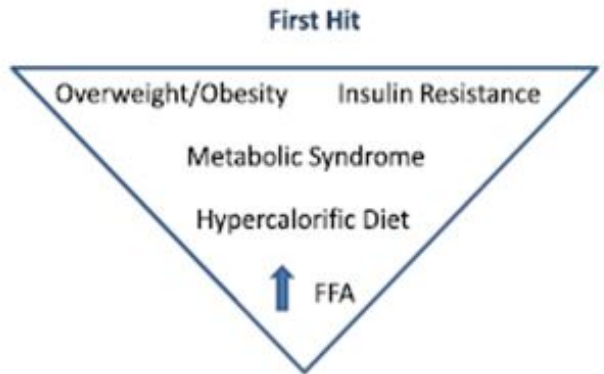 First Hit
Overweight/Obesity Insulin Resistance
Metabolic Syndrome
Hypercalorific Diet
FFA